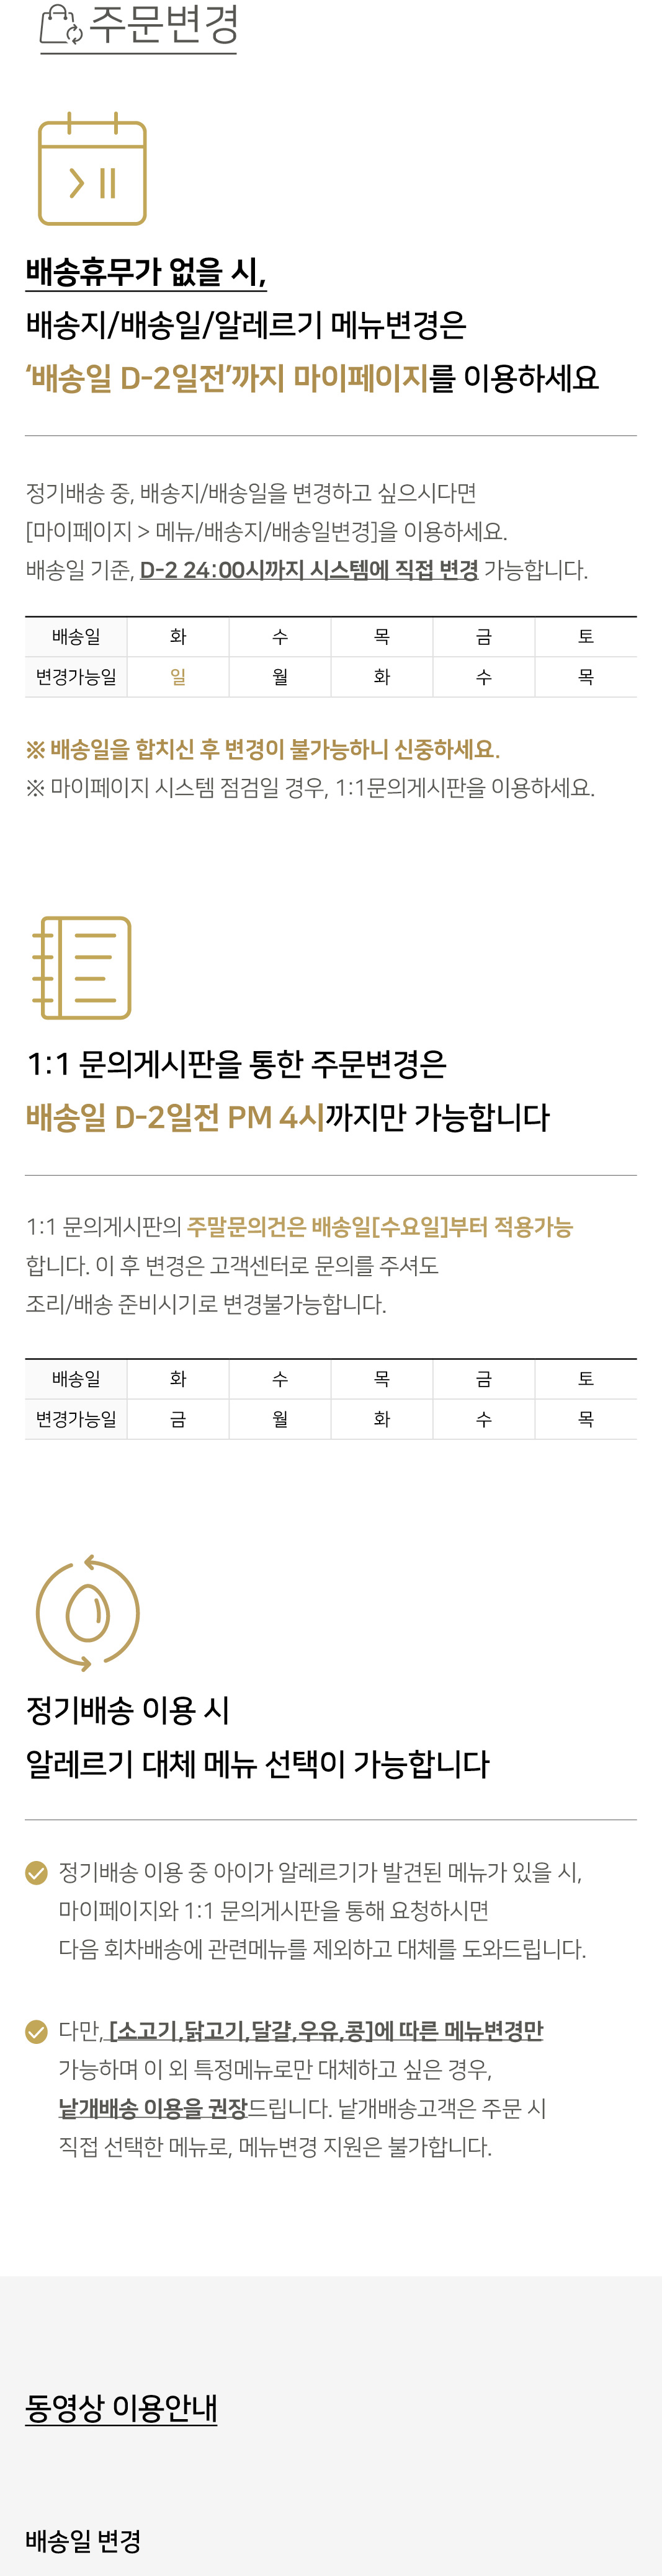 주문변경
배송휴무가 없을 시,
배송지/배송일/알레르기 메뉴변경은
‘배송일 D-2일전’까지 마이페이지를 이용하세요
정기배송 중, 배송지/배송일을 변경하고 싶으시다면
[마이페이지 > 메뉴/배송지/배송일변경]을 이용하세요.
배송일 기준, D-2 24:00시까지 시스템에 직접 변경 가능합니다.
배송일 화 수 목 금 토
변경가능일 일 월 화 수 목
※ 배송일을 합치신 후 변경이 불가능하니 신중하세요.
※ 마이페이지 시스템 점검일 경우, 1:1문의게시판을 이용하세요.
1:1 문의게시판을 통한 주문변경은
배송일 D-2일전 PM 4시까지만 가능합니다
1:1 문의게시판의 주말문의건은 배송일[수요일]부터 적용가능
합니다. 이 후 변경은 고객센터로 문의를 주셔도
조리/배송 준비시기로 변경불가능합니다.
배송일 화 수 목 금 토
변경가능일 금 월 화 수 목
정기배송 이용 시
알레르기 대체 메뉴 선택이 가능합니다
정기배송 이용 중 아이가 알레르기가 발견된 메뉴가 있을 시,
마이페이지와 1:1 문의게시판을 통해 요청하시면
다음 회차배송에 관련메뉴를 제외하고 대체를 도와드립니다.
다만, [소고기,닭고기,달걀,우유,콩]에 따른 메뉴변경만
가능하며 이 외 특정메뉴로만 대체하고 싶은 경우,
낱개배송 이용을 권장드립니다. 낱개배송고객은 주문 시
직접 선택한 메뉴로, 메뉴변경 지원은 불가합니다.
동영상 이용안내
배송일 변경